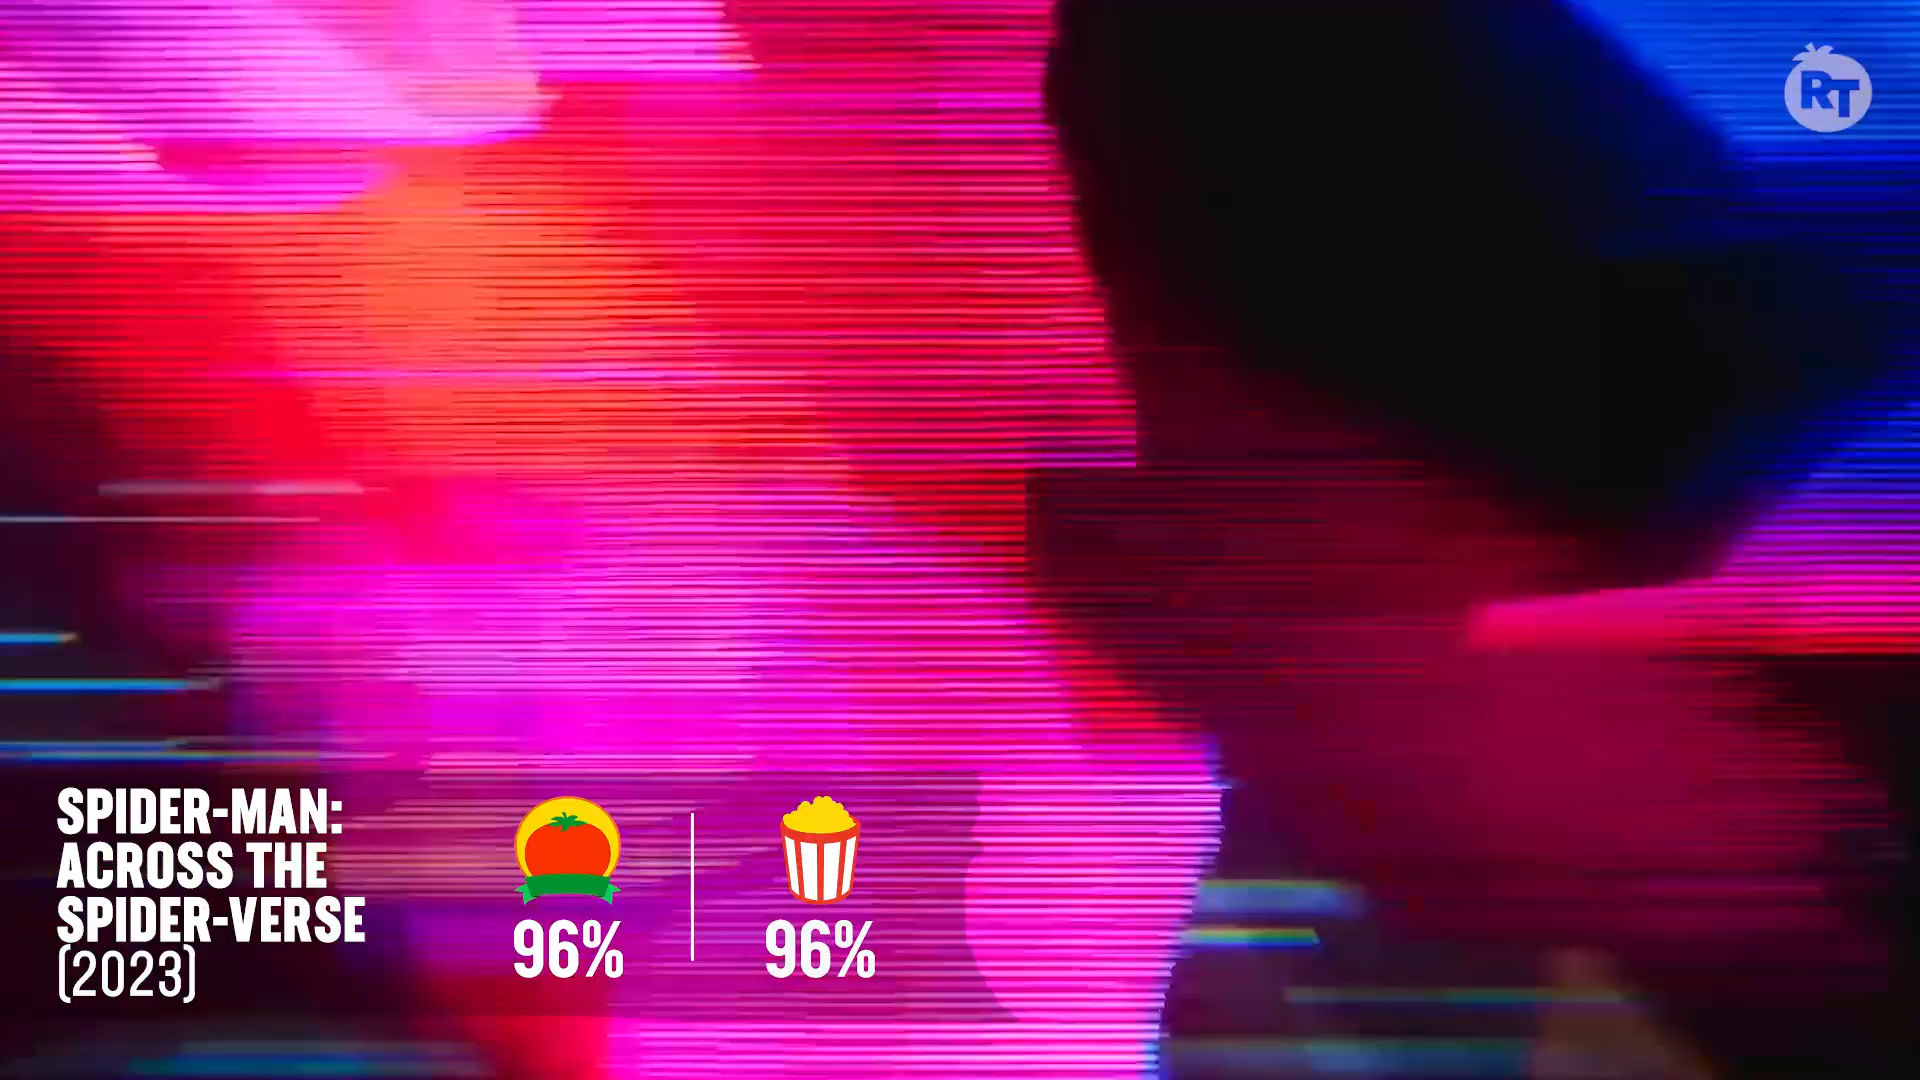 RT
SPIDER-MAN:
ACROSS THE
SPIDER-VERSE
(2023)
96%
96%